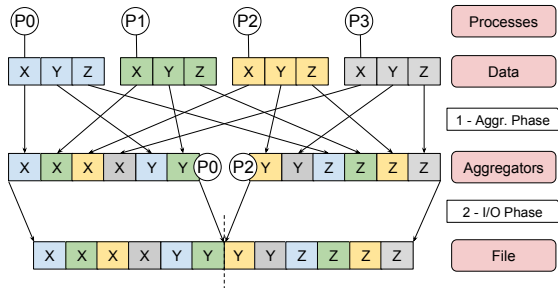 P0 P1 P2 P3 Processes
X Y Z X Y Z X Y Z X Y Z Data
1 - Aggr. Phase
X X X X Y Y P0 P2 Y Y Z Z Z Z Aggregators
2 - I/O Phase
X X X X Y Y Y Y Z Z Z Z File